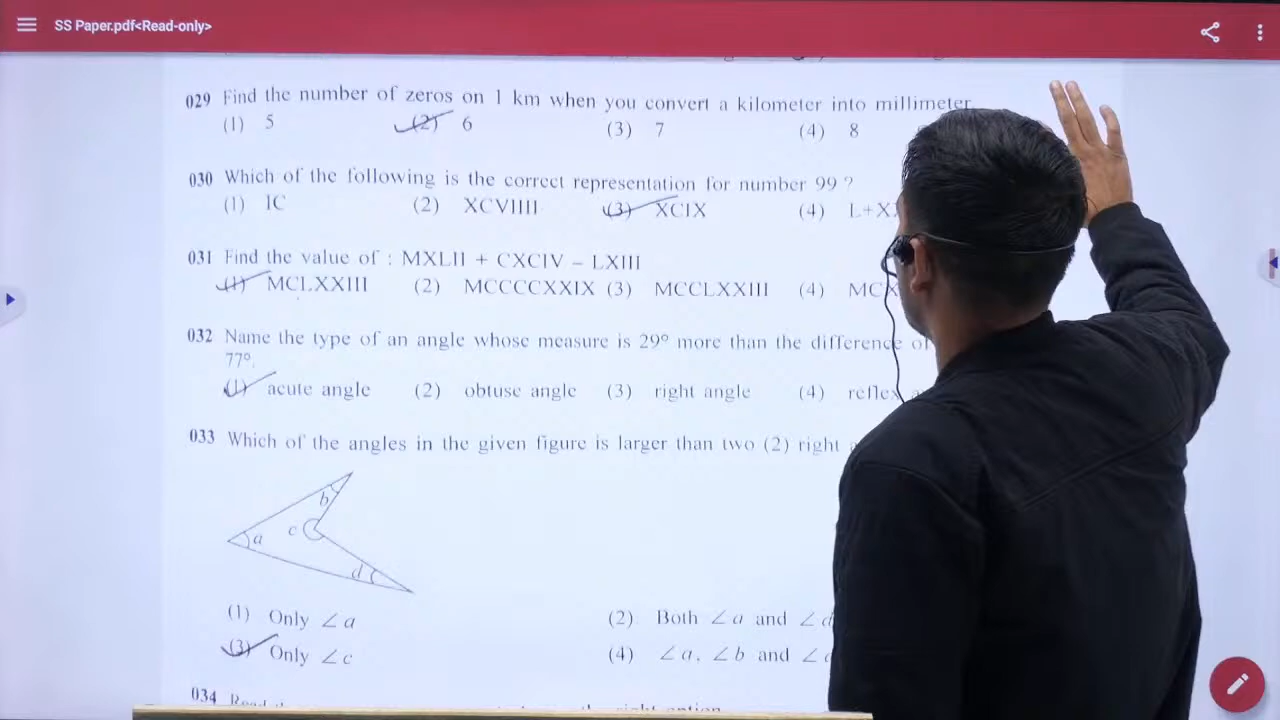 SS Paper.pdf<Read-only>
029 Find the number of zeros on 1 km when you convert a kilometer into millimeter
(1) 5 (2) 6 (3) 7 (4) 8
030 Which of the following is the correct representation for number 99 ?
(1) IC (2) XCVIIII (3) XCIX (4)
031 Find the value of : MXLII + CXCIV – LXIII
(1) MCLXXIII (2) MCCCCXXIX (3) MCCLXXIII (4)
032 Name the type of an angle whose measure is 29° more than the difference of
77°.
(1) acute angle (2) obtuse angle (3) right angle (4) reflex
033 Which of the angles in the given figure is larger than two (2) right
b
c
a
d
(1) Only ∠a (2) Both ∠a and
(3) Only ∠c (4) ∠a, ∠b and
034 Read right option